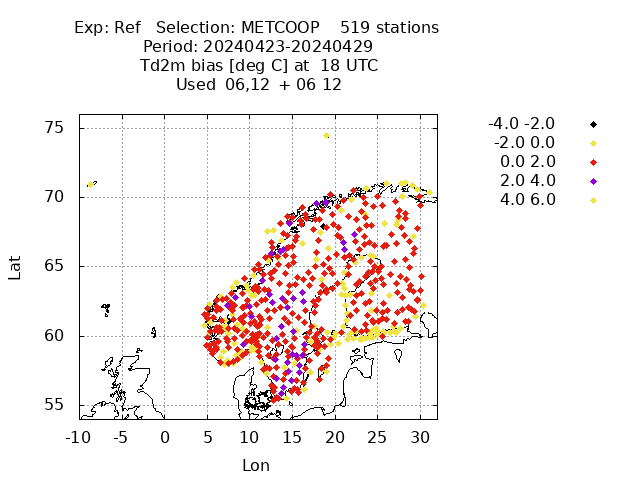 Exp: Ref   Selection: METCOOP    519 stations
Period: 20240423-20240429
Td2m bias [deg C] at  18 UTC
Used  06,12  + 06 12
-4.0 -2.0
-2.0 0.0
0.0 2.0
2.0 4.0
4.0 6.0
75
70
65
60
55
Lat
-10 -5 0 5 10 15 20 25 30
Lon